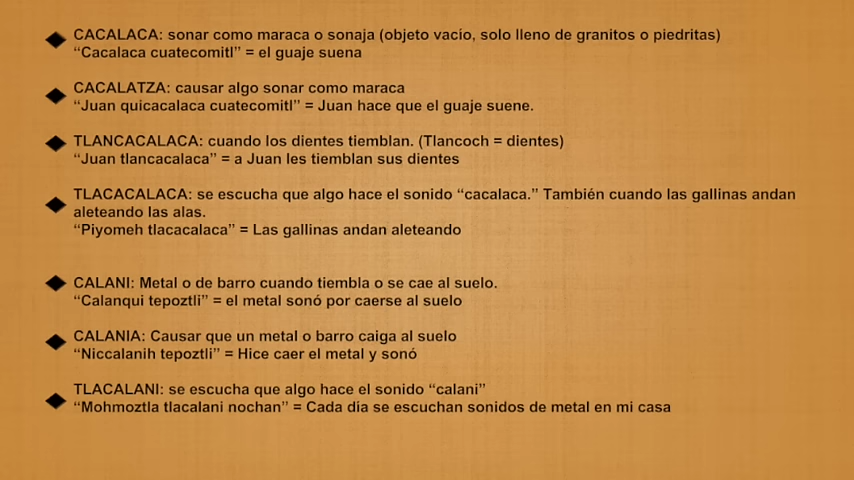 CACALACA: sonar como maraca o sonaja (objeto vacío, solo lleno de granitos o piedritas)
“Cacalaca cuatecomitl” = el guaje suena
CACALATZA: causar algo sonar como maraca
“Juan quicacalaca cuatecomitl” = Juan hace que el guaje suene.
TLANCACALACA: cuando los dientes tiemblan. (Tlancoch = dientes)
“Juan tlancacalaca” = a Juan les tiemblan sus dientes
TLACACALACA: se escucha que algo hace el sonido “cacalaca.” También cuando las gallinas andan
aleteando las alas.
“Piyomeh tlacacalaca” = Las gallinas andan aleteando
CALANI: Metal o de barro cuando tiembla o se cae al suelo.
“Calanqui tepoztli” = el metal sonó por caerse al suelo
CALANIA: Causar que un metal o barro caiga al suelo
“Niccalanih tepoztli” = Hice caer el metal y sonó
TLACALANI: se escucha que algo hace el sonido “calani”
“Mohmoztla tlacalani nochan” = Cada día se escuchan sonidos de metal en mi casa